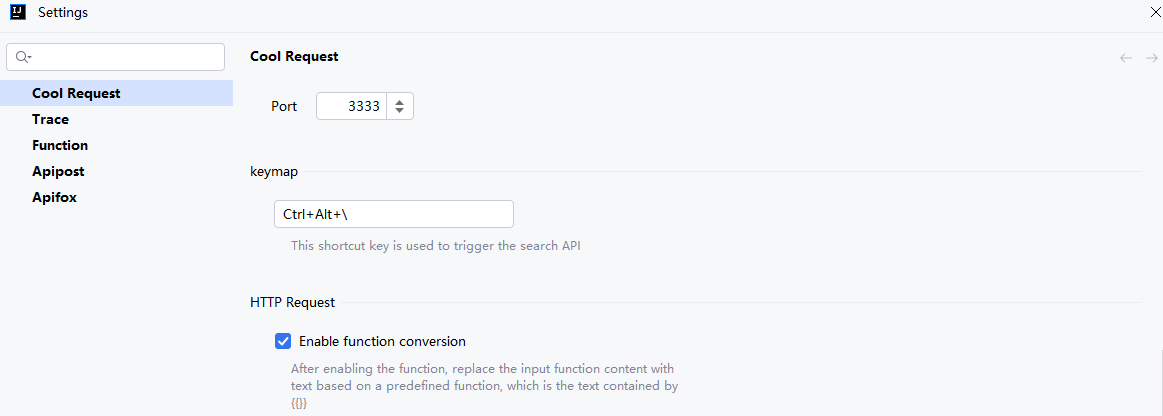 IJ
Settings
Cool Request
Trace
Function
Apipost
Apifox
Cool Request
Port 3333
keymap
Ctrl+Alt+\
This shortcut key is used to trigger the search API
HTTP Request
Enable function conversion
After enabling the function, replace the input function content with
text based on a predefined function, which is the text contained by
{{}}